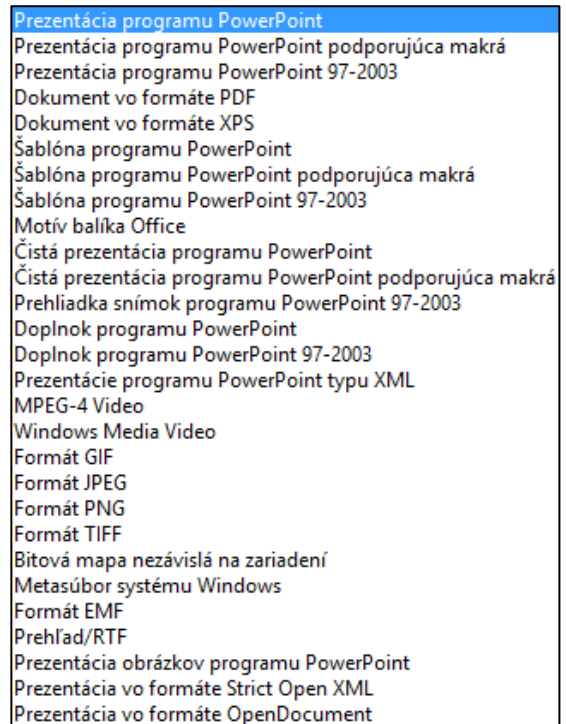 Prezentácia programu PowerPoint
Prezentácia programu PowerPoint podporujúca makrá
Prezentácia programu PowerPoint 97-2003
Dokument vo formáte PDF
Dokument vo formáte XPS
Šablóna programu PowerPoint
Šablóna programu PowerPoint podporujúca makrá
Šablóna programu PowerPoint 97-2003
Motív balíka Office
Čistá prezentácia programu PowerPoint
Čistá prezentácia programu PowerPoint podporujúca makrá
Prehliadka snímok programu PowerPoint 97-2003
Doplnok programu PowerPoint
Doplnok programu PowerPoint 97-2003
Prezentácie programu PowerPoint typu XML
MPEG-4 Video
Windows Media Video
Formát GIF
Formát JPEG
Formát PNG
Formát TIFF
Bitová mapa nezávislá na zariadení
Metasúbor systému Windows
Formát EMF
Prehľad/RTF
Prezentácia obrázkov programu PowerPoint
Prezentácia vo formáte Strict Open XML
Prezentácia vo formáte OpenDocument